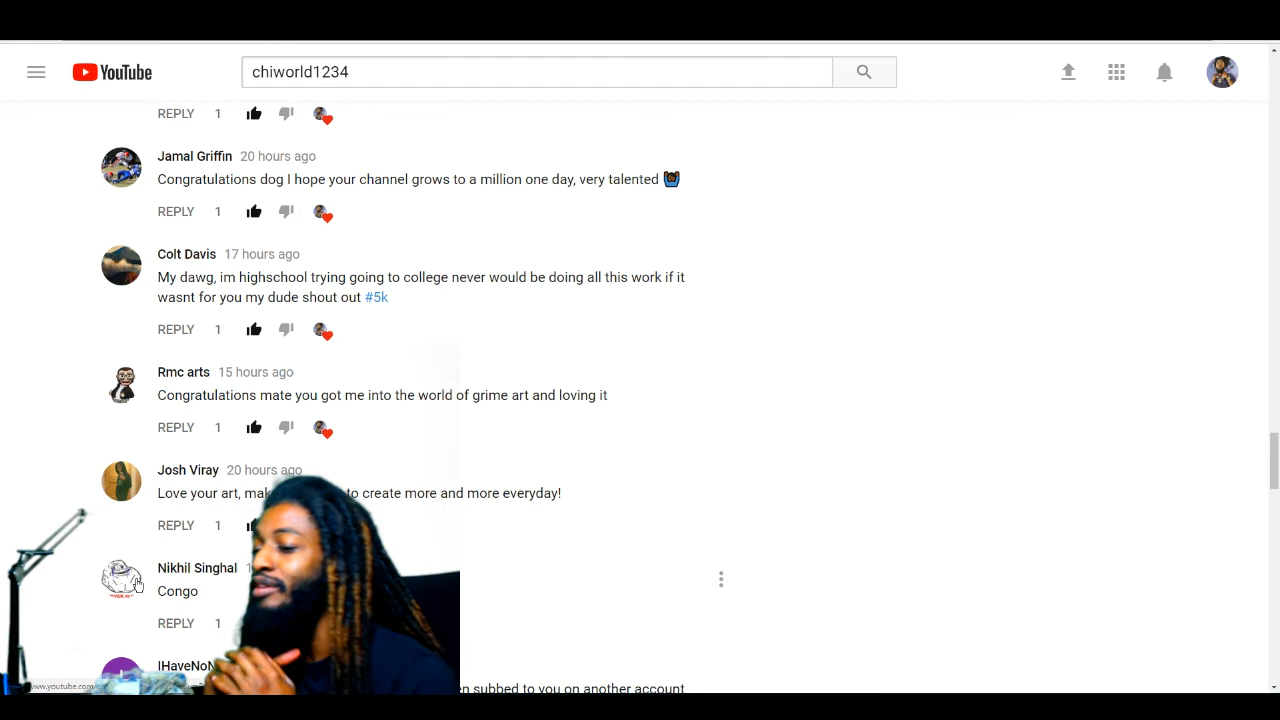 YouTube
chiworld1234
REPLY 1
Jamal Griffin 20 hours ago
Congratulations dog I hope your channel grows to a million one day, very talented
REPLY 1
Colt Davis 17 hours ago
My dawg, im highschool trying going to college never would be doing all this work if it
wasnt for you my dude shout out #5k
REPLY 1
Rmc arts 15 hours ago
Congratulations mate you got me into the world of grime art and loving it
REPLY 1
Josh Viray 20 hours ago
Love your art, to create more and more everyday!
REPLY 1
Nikhil Singhal
Congo
REPLY 1
subbed to you on another account
www.youtube.com